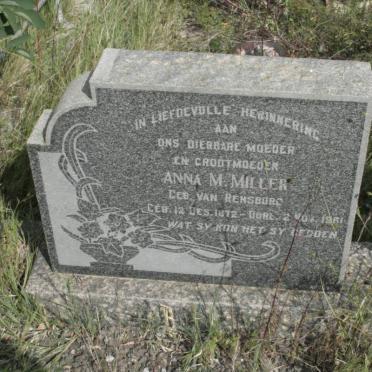 IN LIEFDEVOLLE HERINNERING
AAN
ONS DIERBARE MOEDER
EN GROOTMOEDER
ANNA M. MILLER
GEB. VAN RENSBURG
GEB. 12 DES. 1872 - OORL. 2 1961
WAT SY KON HET SY GEDOEN